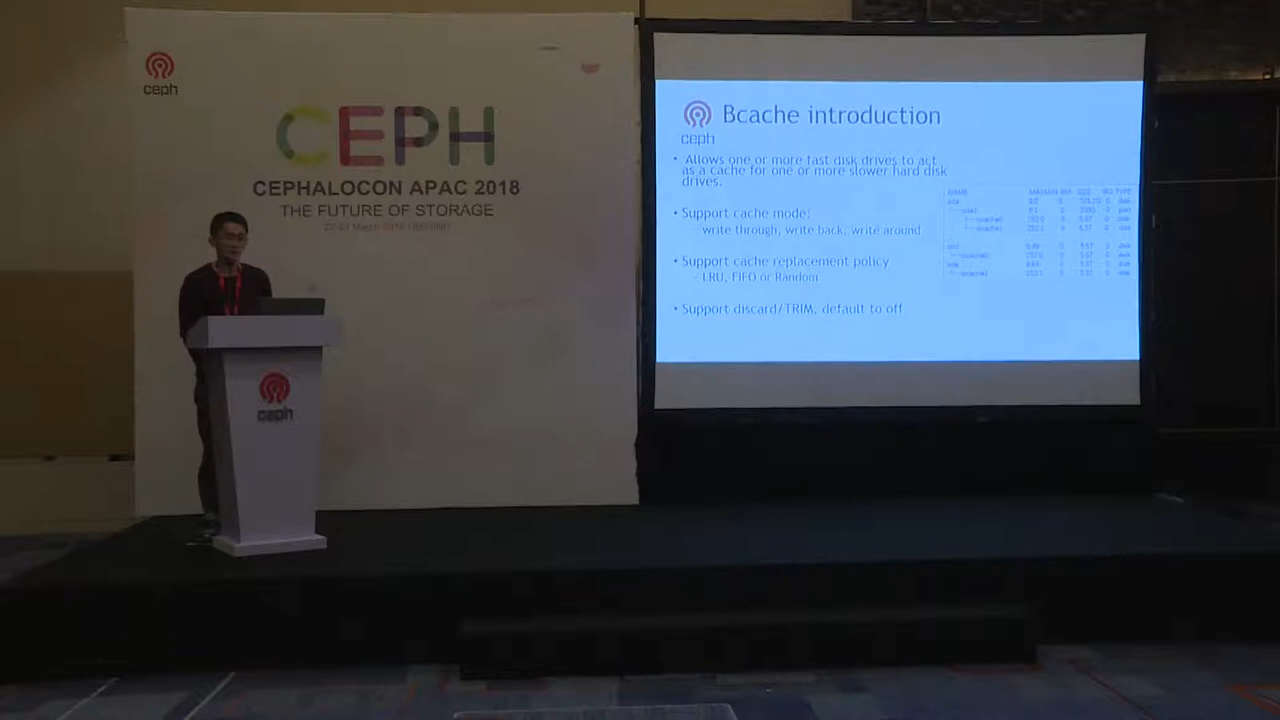 ceph
CEPH
CEPHALOCON APAC 2018
THE FUTURE OF STORAGE
ceph
Bcache introduction
ceph
• Allows one or more fast disk drives to act
as a cache for one or more slower hard disk
drives.
• Support cache mode:
– write through, write back, write around
• Support cache replacement policy
– LRU, FIFO or Random
• Support discard/TRIM, default to off
NAME
TYPE